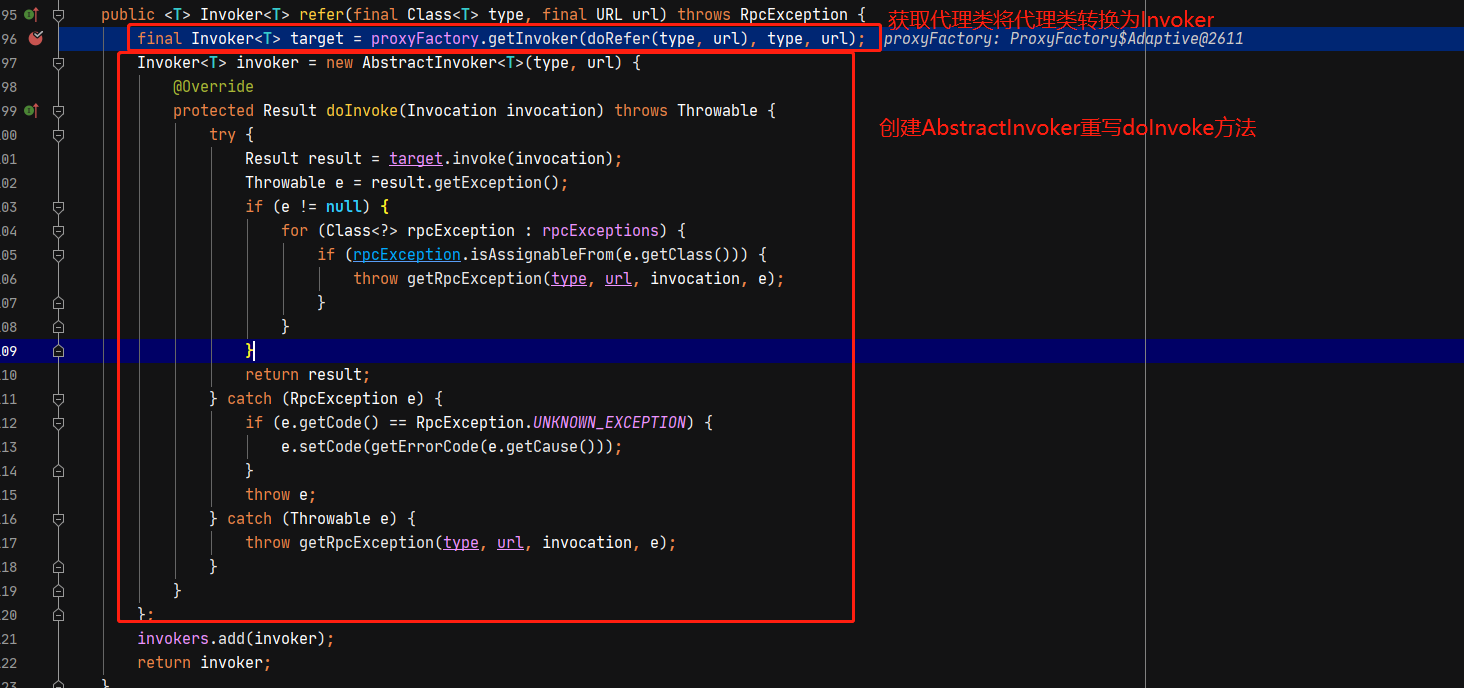 95 public <T> Invoker<T> refer(final Class<T> type, final URL url) throws RpcException {
获取代理类将代理类转换为Invoker
96 final Invoker<T> target = proxyFactory.getInvoker(doRefer(type, url), type, url); proxyFactory: ProxyFactory$Adaptive@2611
97 Invoker<T> invoker = new AbstractInvoker<T>(type, url) {
98 @Override
99 protected Result doInvoke(Invocation invocation) throws Throwable {
创建AbstractInvoker重写doInvoke方法
00 try {
01 Result result = target.invoke(invocation);
02 Throwable e = result.getException();
03 if (e != null) {
04 for (Class<?> rpcException : rpcExceptions) {
05 if (rpcException.isAssignableFrom(e.getClass())) {
06 throw getRpcException(type, url, invocation, e);
07 }
08 }
09 }
10 return result;
11 } catch (RpcException e) {
12 if (e.getCode() == RpcException.UNKNOWN_EXCEPTION) {
13 e.setCode(getErrorCode(e.getCause()));
14 }
15 throw e;
16 } catch (Throwable e) {
17 throw getRpcException(type, url, invocation, e);
18 }
19 }
20 };
21 invokers.add(invoker);
22 return invoker;
23 }